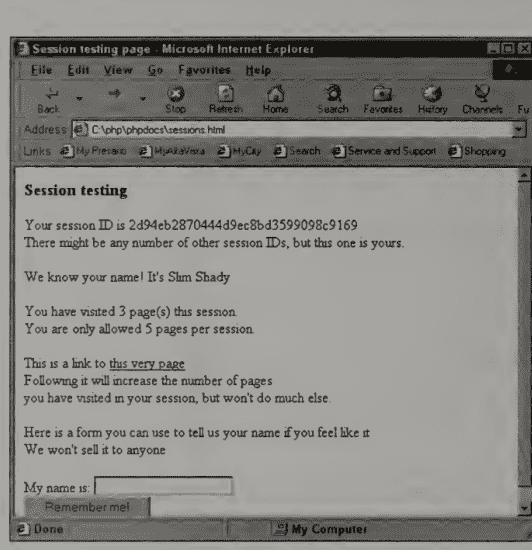 Session testing page - Microsoft Internet Explorer
File Edit View Go Favorites Help
Back Stop Refresh Home Search Favorites History Channels Fu
Address C:\php\phpdocs\sessions.html
Links My Presario MyAltaVista MyCity Search Service and Support Shopping
Session testing
Your session ID is 2d94eb2870444d9ec8bd3599098c9169
There might be any number of other session IDs, but this one is yours.
We know your name! It's Slim Shady
You have visited 3 page(s) this session.
You are only allowed 5 pages per session.
This is a link to this very page
Following it will increase the number of pages
you have visited in your session, but won't do much else.
Here is a form you can use to tell us your name if you feel like it
We won't sell it to anyone
My name is:
Remember me!
Done My Computer